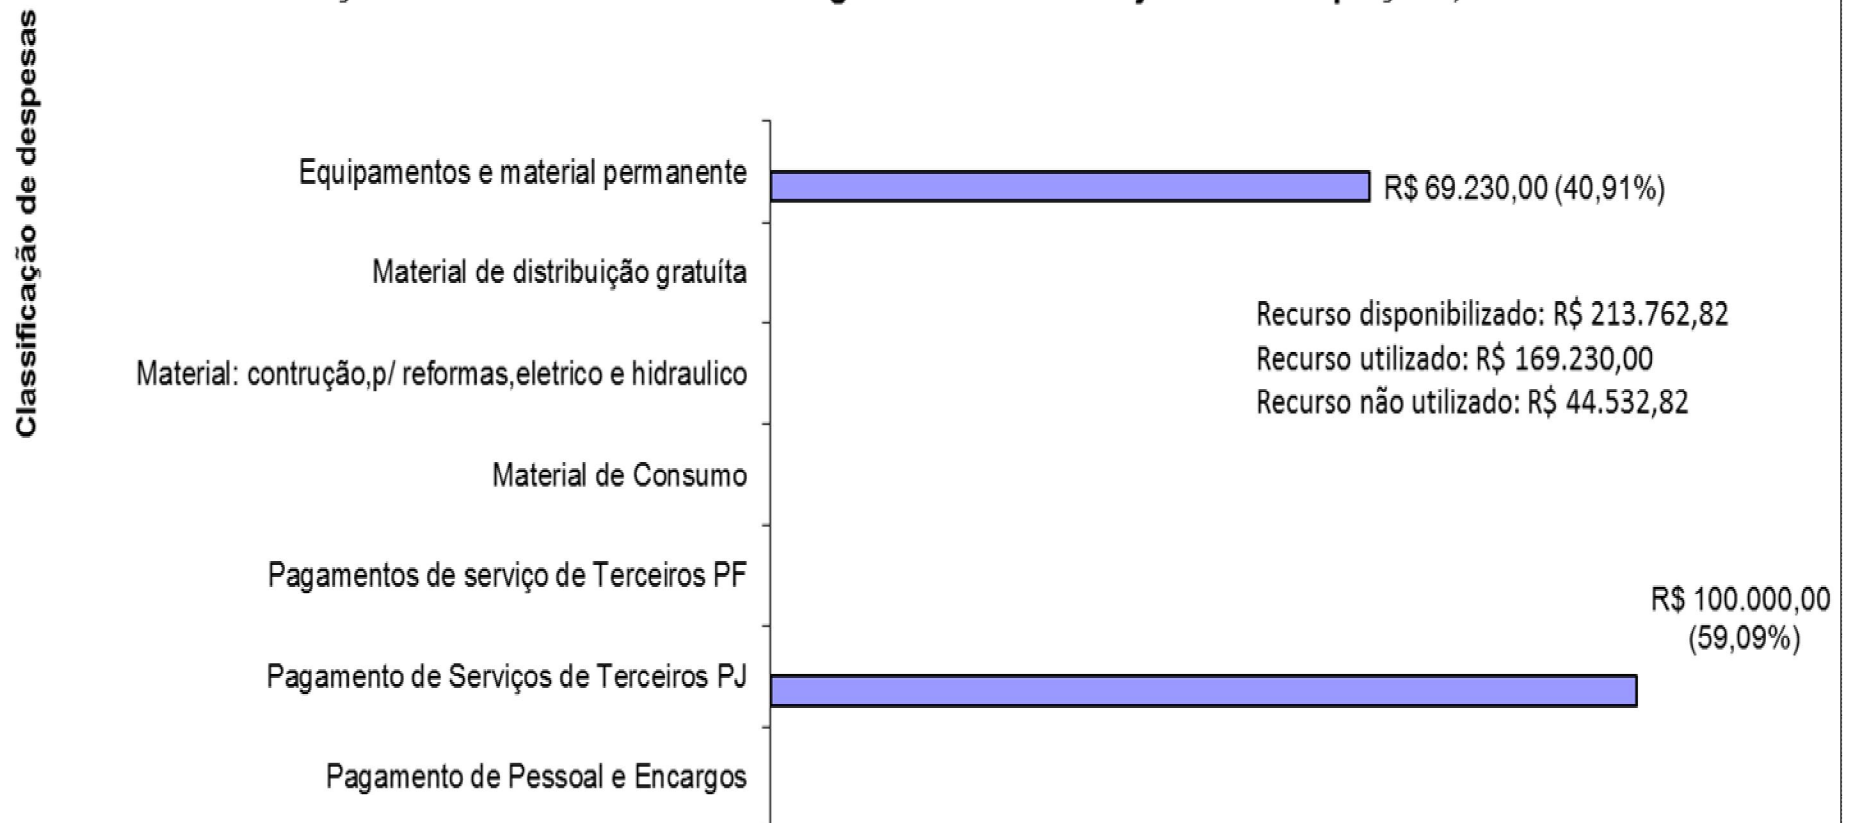 Classificação de despesas
Equipamentos e material permanente
R$ 69.230,00 (40,91%)
Material de distribuição gratuíta
Recurso disponibilizado: R$ 213.762,82
Recurso utilizado: R$ 169.230,00
Recurso não utilizado: R$ 44.532,82
Material: contrução,p/ reformas,eletrico e hidraulico
Material de Consumo
Pagamentos de serviço de Terceiros PF
R$ 100.000,00
(59,09%)
Pagamento de Serviços de Terceiros PJ
Pagamento de Pessoal e Encargos